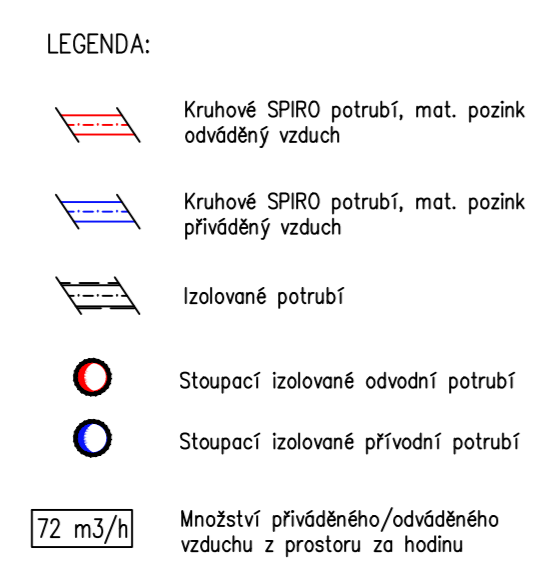 LEGENDA:
Kruhové SPIRO potrubí, mat. pozink
odváděný vzduch
Kruhové SPIRO potrubí, mat. pozink
přiváděný vzduch
Izolované potrubí
Stoupací izolované odvodní potrubí
Stoupací izolované přívodní potrubí
72 m3/h
Množství přiváděného/odváděného
vzduchu z prostoru za hodinu